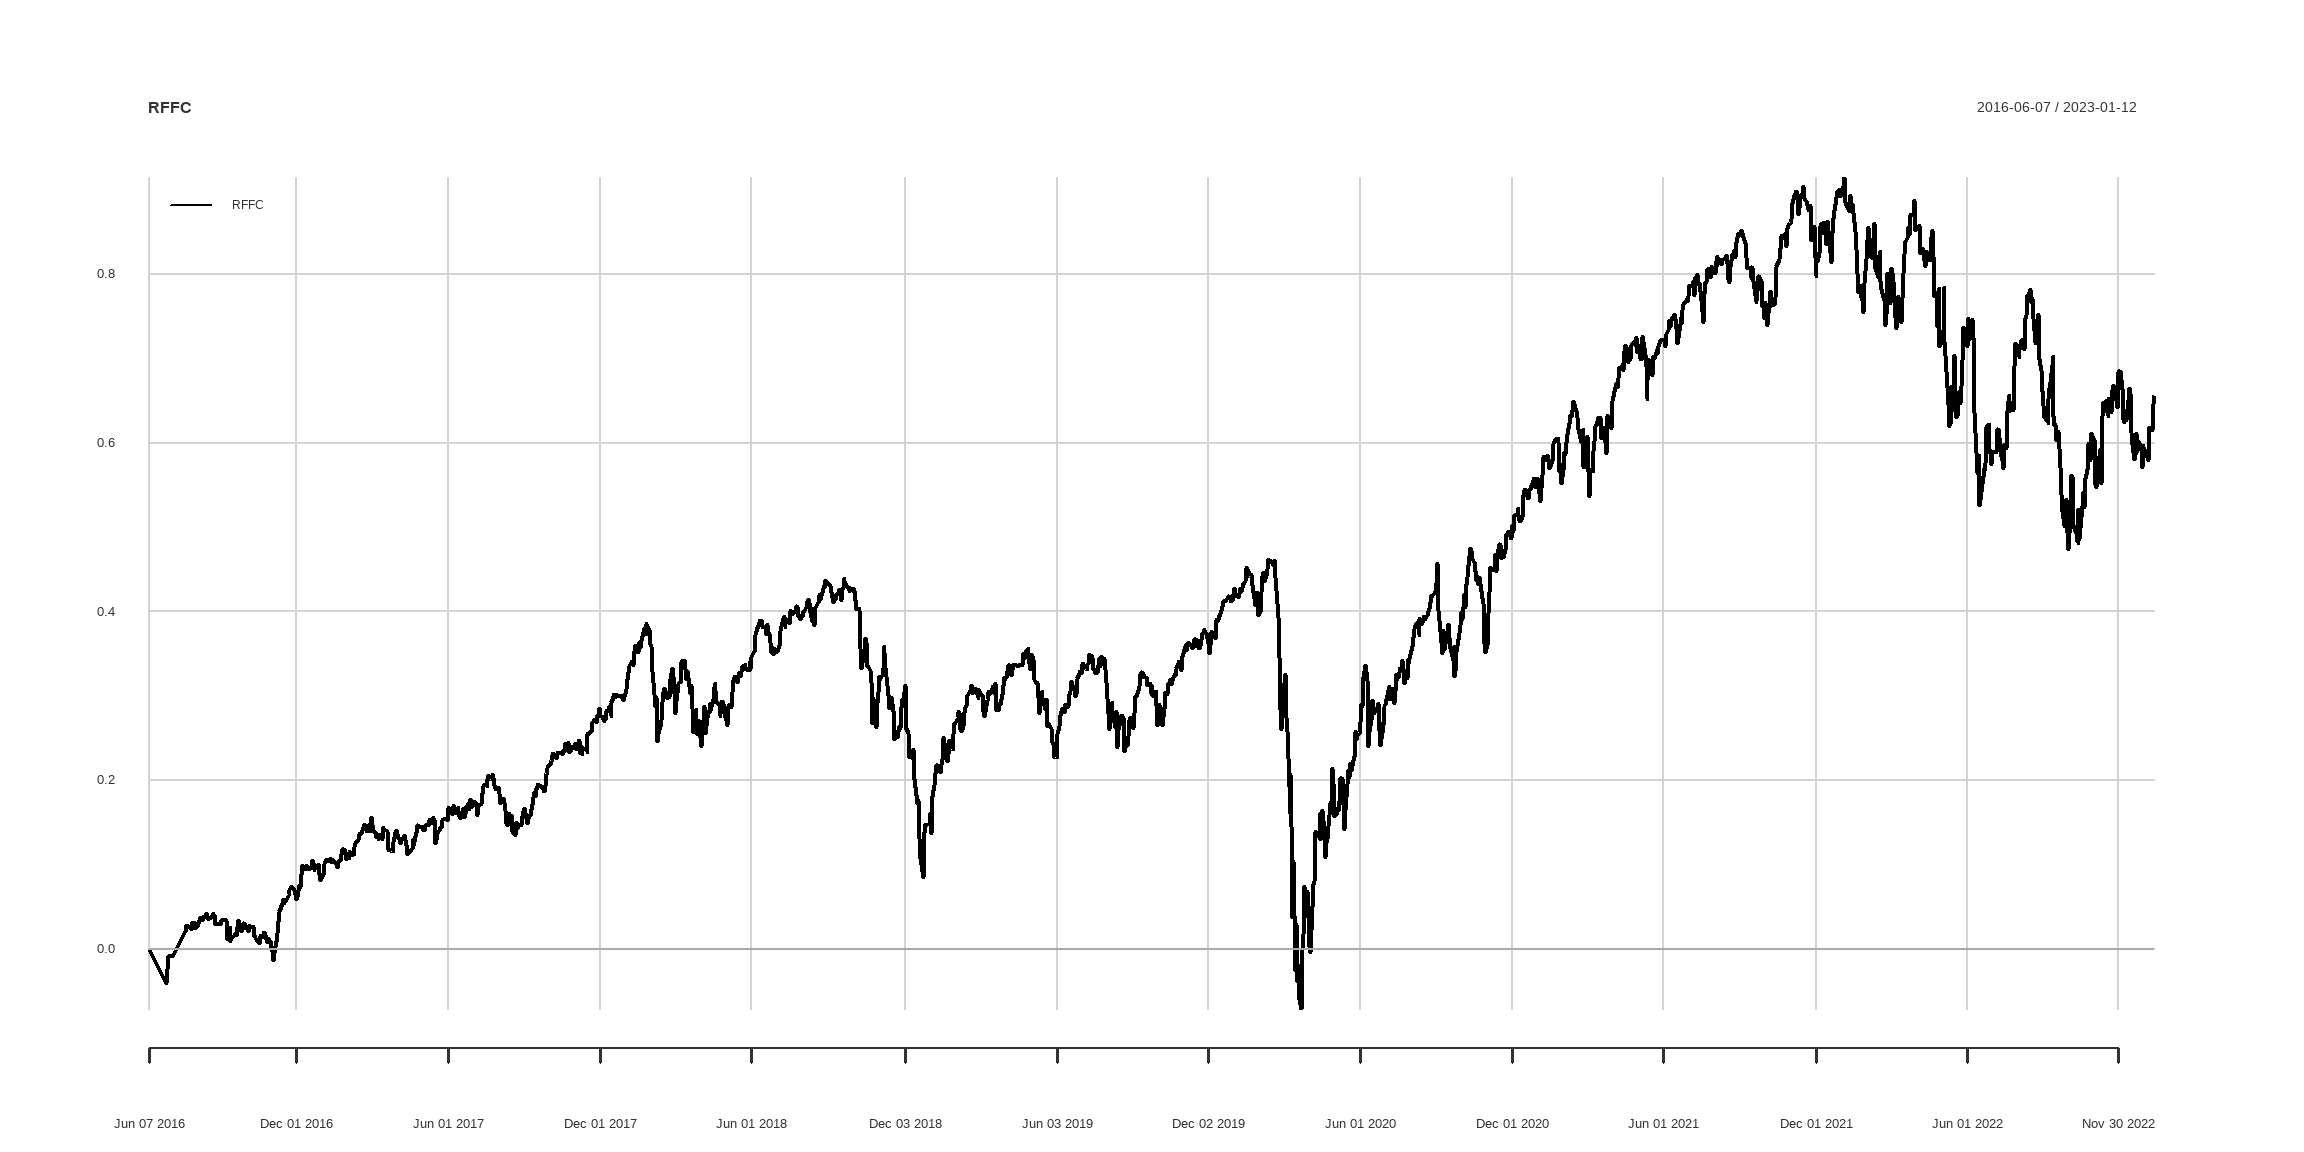 RFFC
2016-06-07 / 2023-01-12
RFFC
0.8
0.6
0.4
0.2
0.0
Jun 07 2016
Dec 01 2016
Jun 01 2017
Dec 01 2017
Jun 01 2018
Dec 03 2018
Jun 03 2019
Dec 02 2019
Jun 01 2020
Dec 01 2020
Jun 01 2021
Dec 01 2021
Jun 01 2022
Nov 30 2022